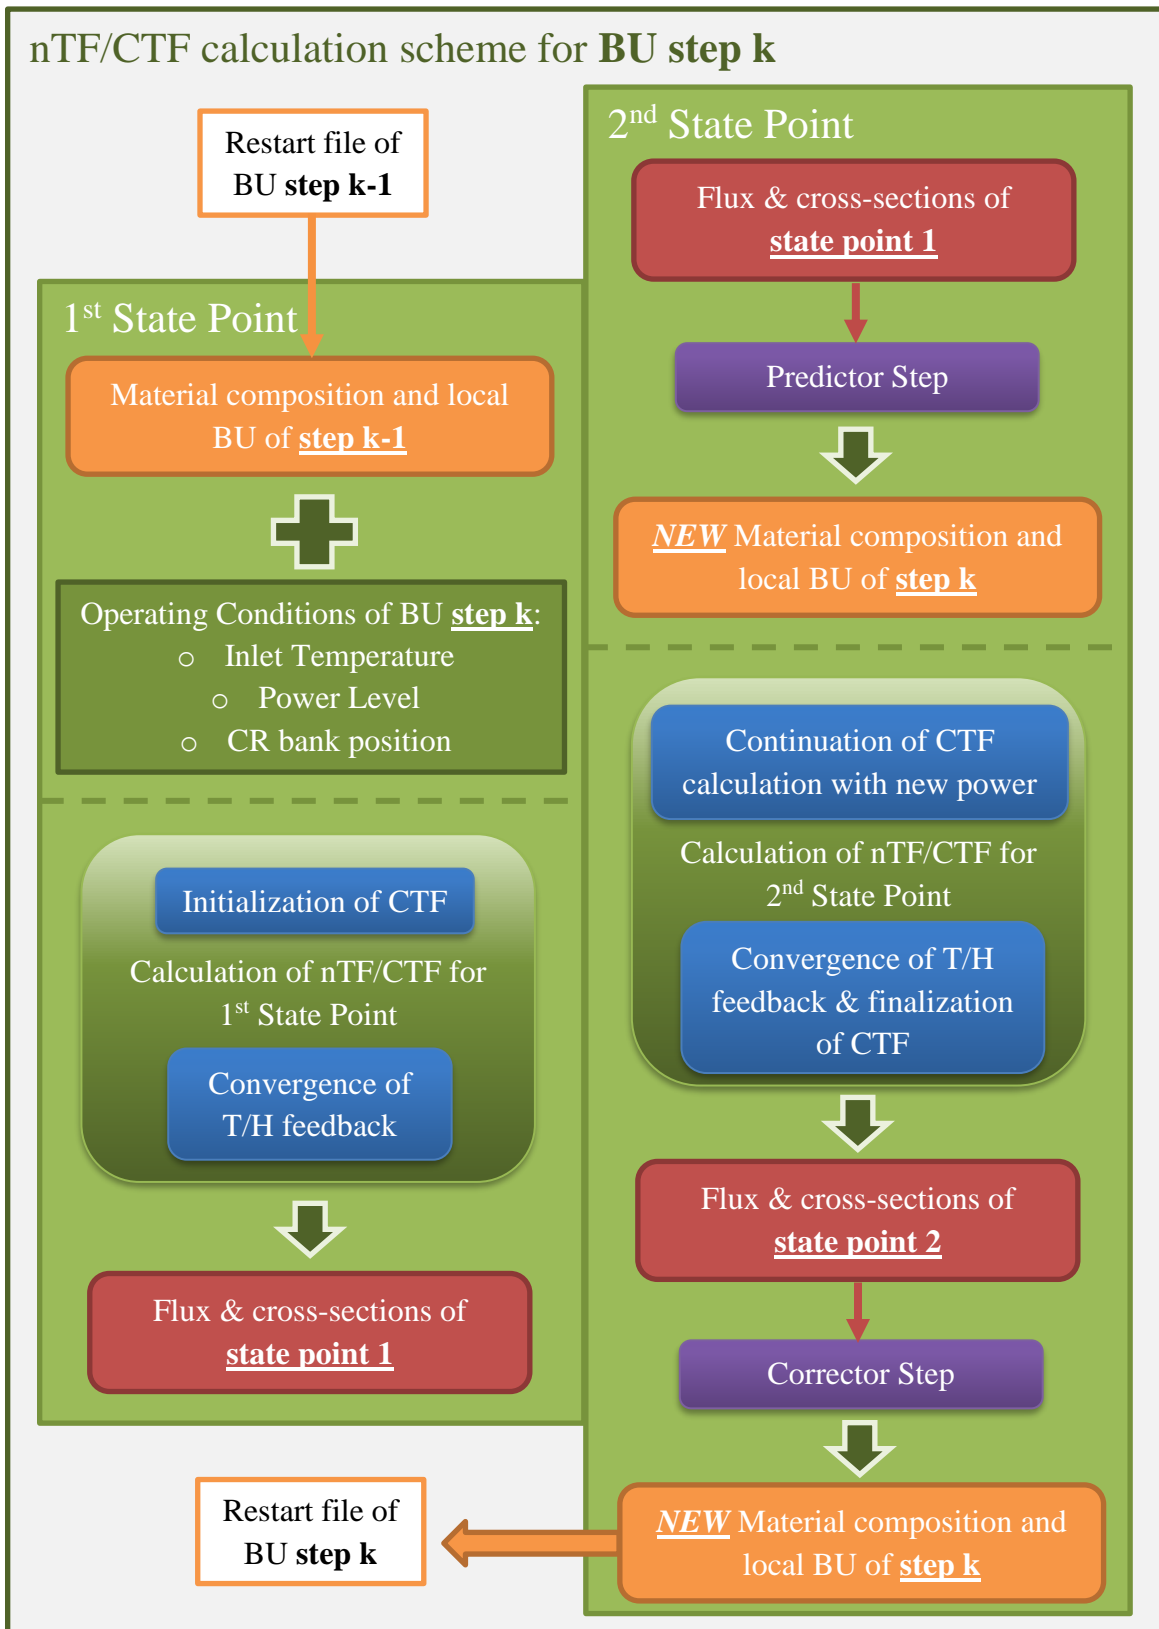 nTF/CTF calculation scheme for BU step k
Restart file of
BU step k-1
1st State Point
Material composition and local
BU of step k-1
Operating Conditions of BU step k:
o Inlet Temperature
o Power Level
o CR bank position
Initialization of CTF
Calculation of nTF/CTF for
1st State Point
Convergence of
T/H feedback
Flux & cross-sections of
state point 1
2nd State Point
Flux & cross-sections of
state point 1
Predictor Step
NEW Material composition and
local BU of step k
Continuation of CTF
calculation with new power
Calculation of nTF/CTF for
2nd State Point
Convergence of T/H
feedback & finalization
of CTF
Flux & cross-sections of
state point 2
Corrector Step
NEW Material composition and
local BU of step k
Restart file of
BU step k